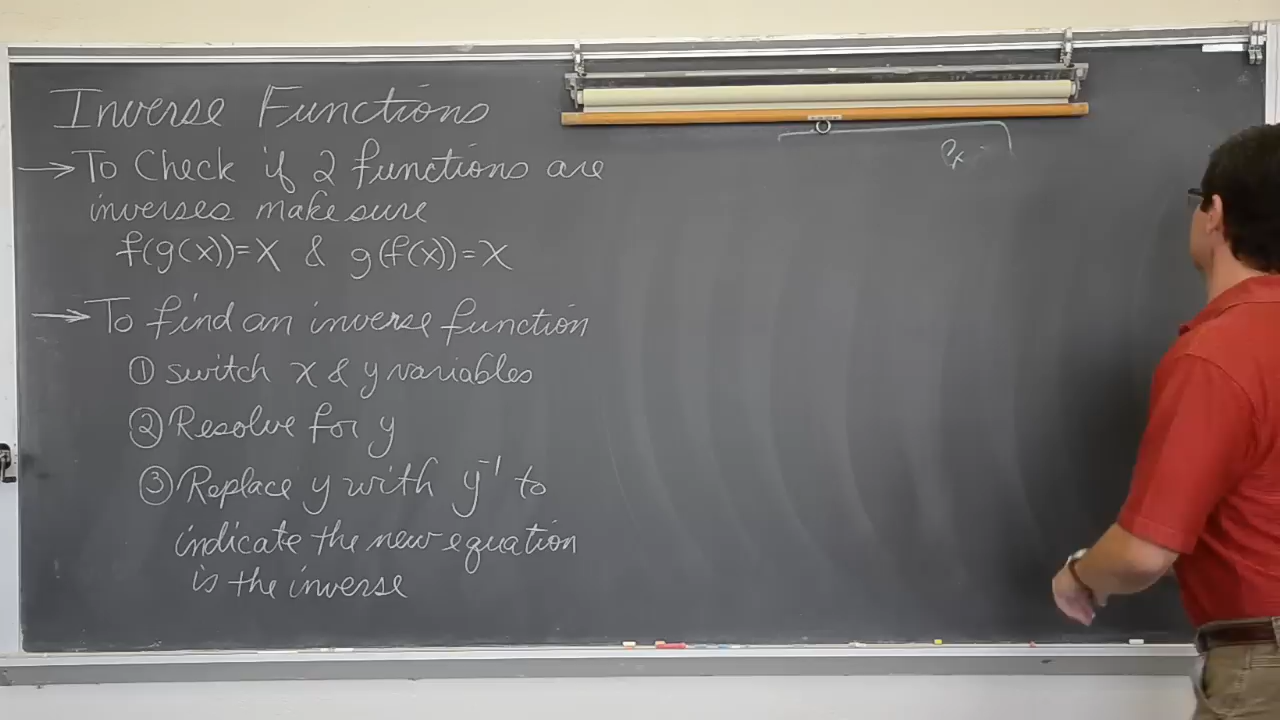 Inverse Functions
→ To Check if 2 functions are
inverses make sure
f(g(x))=x & g(f(x))=x
→ To find an inverse function
① switch x & y variables
② Resolve for y
③ Replace y with y⁻¹ to
indicate the new equation
is the inverse